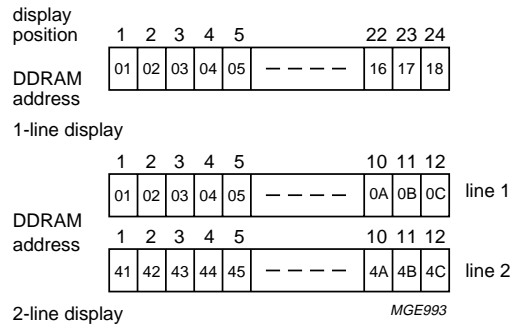 display
position 1 2 3 4 5 22 23 24
DDRAM
address 01 02 03 04 05 16 17 18
1-line display
1 2 3 4 5 10 11 12
01 02 03 04 05 0A 0B 0C line 1
DDRAM
address
1 2 3 4 5 10 11 12
41 42 43 44 45 4A 4B 4C line 2
2-line display MGE993